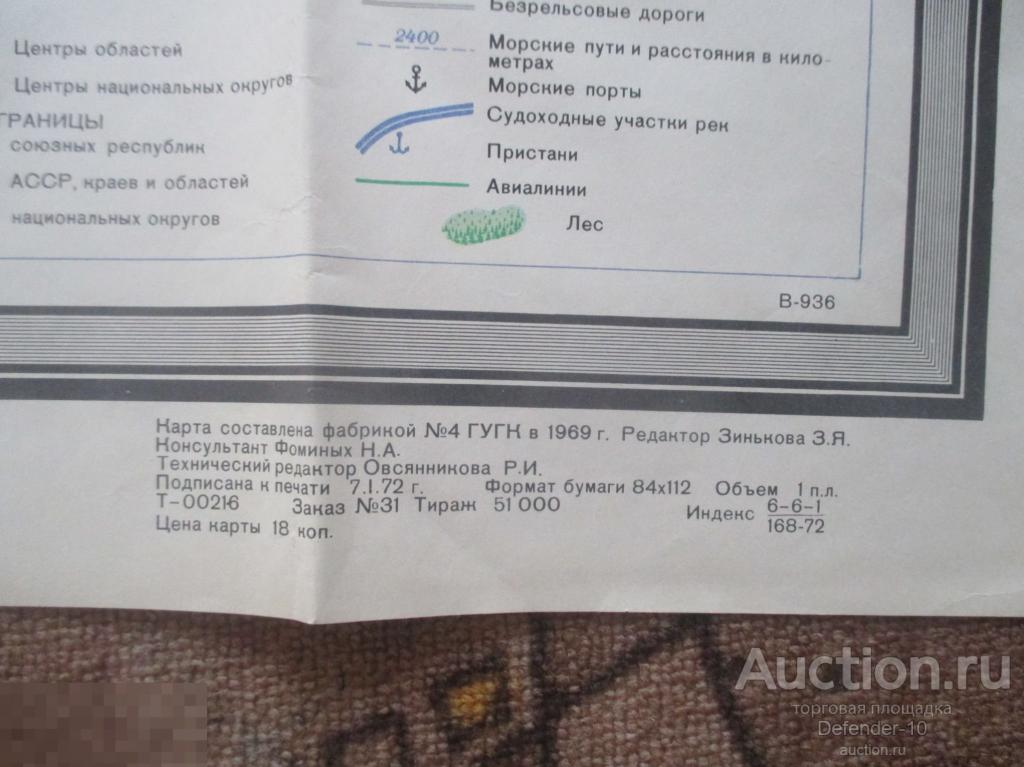 Безрельсовые дороги
Центры областей
2400
Морские пути и расстояния в кило-
метрах
Центры национальных округов
Морские порты
ГРАНИЦЫ
союзных республик
Судоходные участки рек
Пристани
АССР, краев и областей
Авиалинии
национальных округов
Лес
В-936
Карта составлена фабрикой №4 ГУГК в 1969 г. Редактор Зинькова З.Я.
Консультант Фоминых Н.А.
Технический редактор Овсянникова Р.И.
Подписана к печати 7.I.72 г. Формат бумаги 84х112 Объем 1 п.л.
Т-00216 Заказ №31 Тираж 51 000 Индекс 6-6-1
168-72
Цена карты 18 коп.
Auction.ru
торговая площадка
Defender-10
auction.ru